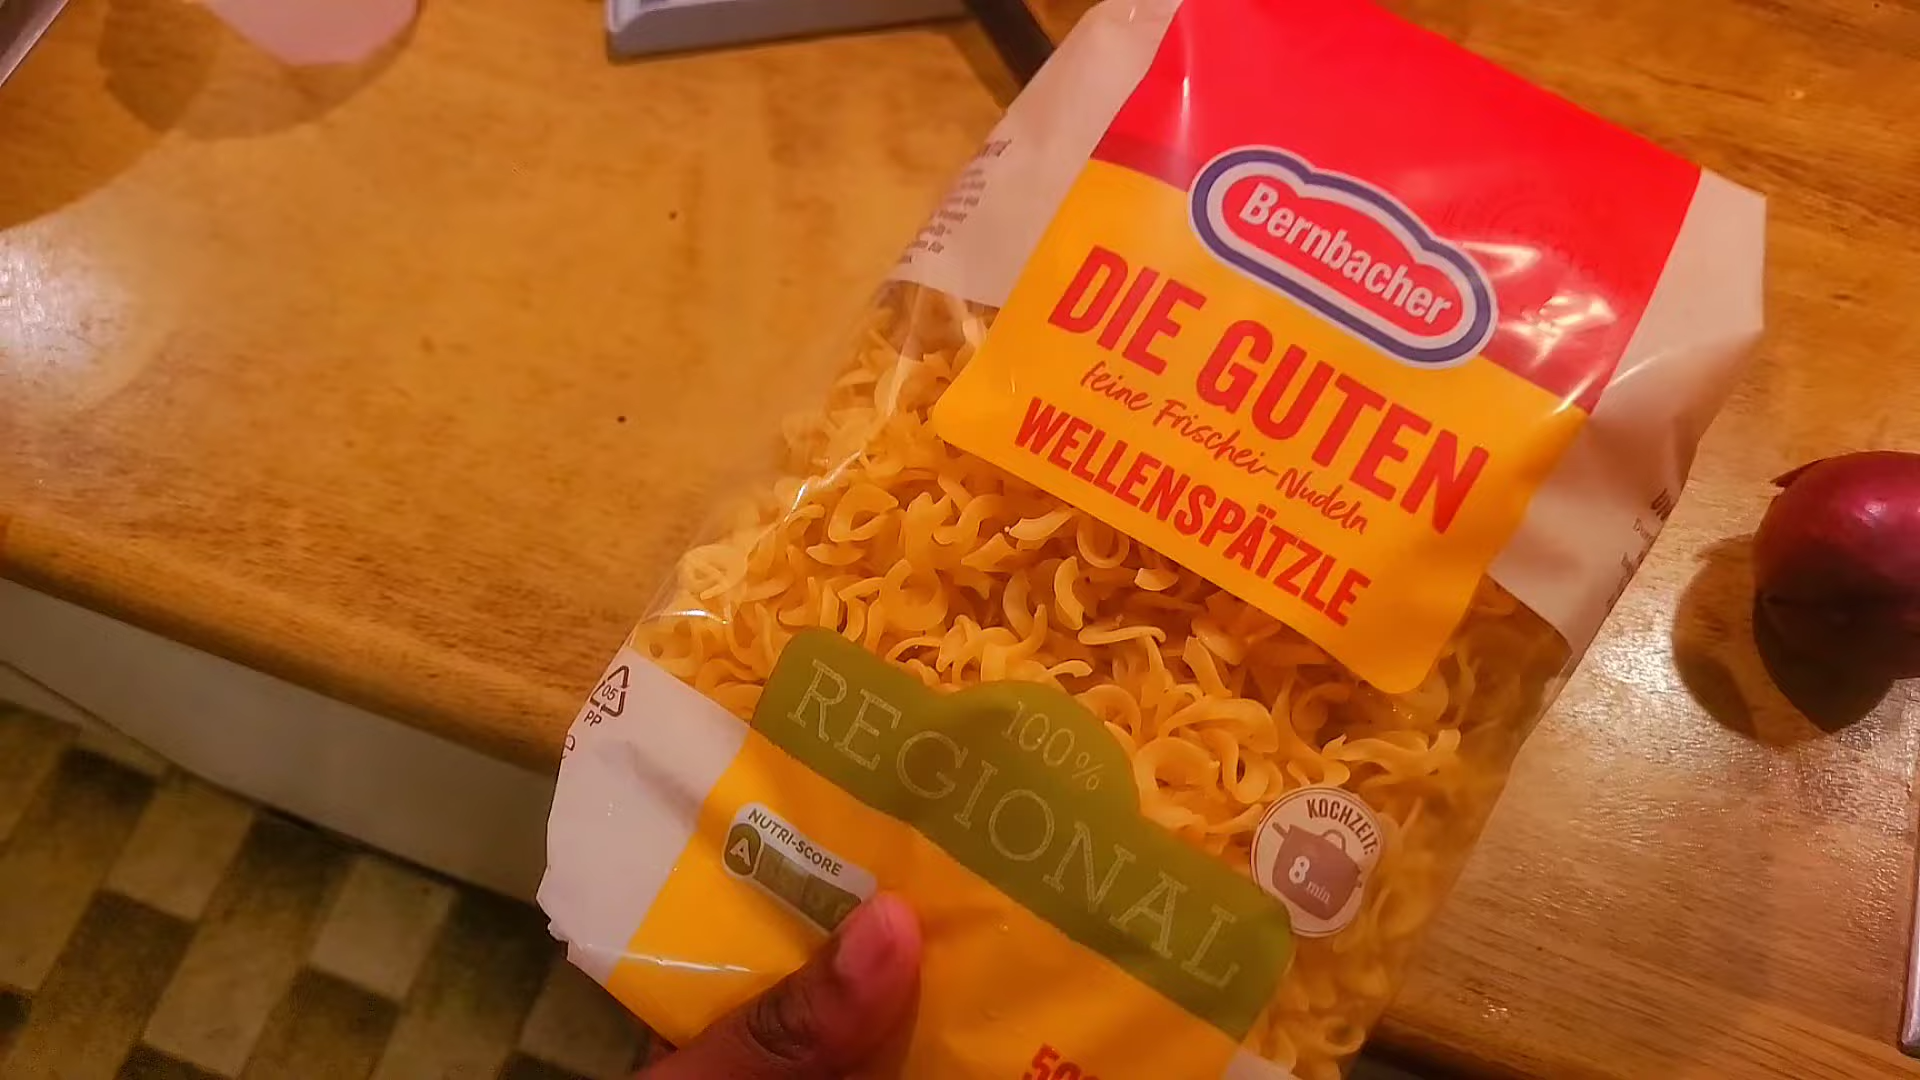 Bernbacher
DIE GUTEN
feine Frischei-Nudeln
WELLENSPÄTZLE
100%
REGIONAL
KOCHZEIT:
8 min
NUTRI-SCORE
A
05
PP